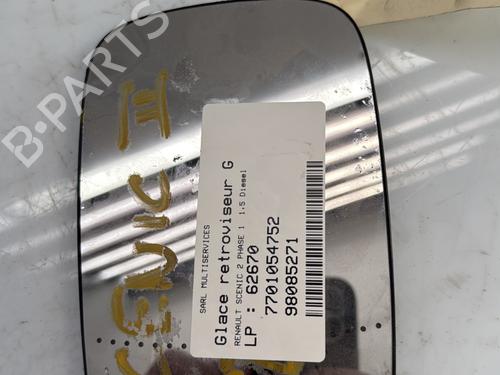 B-PARTS
SCENIC II
SARL MULTISERVICES
Glace retroviseur G
RENAULT SCENIC 2 PHASE 1 1.5 Diesel
LP : 62670
7701054752
98085271